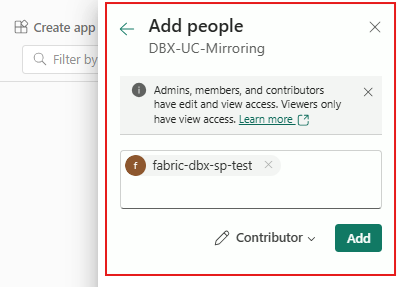 Create app
Filter by
Add people
DBX-UC-Mirroring
Admins, members, and contributors
have edit and view access. Viewers only
have view access. Learn more
f
fabric-dbx-sp-test
Contributor
Add